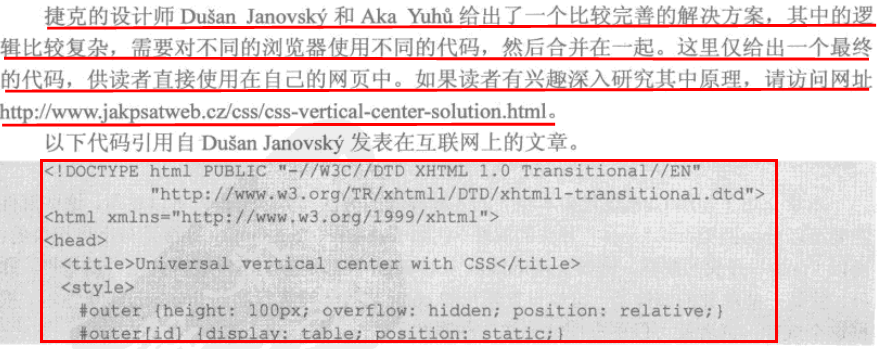 捷克的设计师 Dušan Janovský 和 Aka Yuhů 给出了一个比较完善的解决方案，其中的逻
辑比较复杂，需要对不同的浏览器使用不同的代码，然后合并在一起。这里仅给出一个最终
的代码，供读者直接使用在自己的网页中。如果读者有兴趣深入研究其中原理，请访问网址
http://www.jakpsatweb.cz/css/css-vertical-center-solution.html。
以下代码引用自 Dušan Janovský 发表在互联网上的文章。
<!DOCTYPE html PUBLIC "-//W3C//DTD XHTML 1.0 Transitional//EN"
"http://www.w3.org/TR/xhtml1/DTD/xhtml1-transitional.dtd">
<html xmlns="http://www.w3.org/1999/xhtml">
<head>
<title>Universal vertical center with CSS</title>
<style>
#outer {height: 100px; overflow: hidden; position: relative;}
#outer[id] {display: table; position: static;}